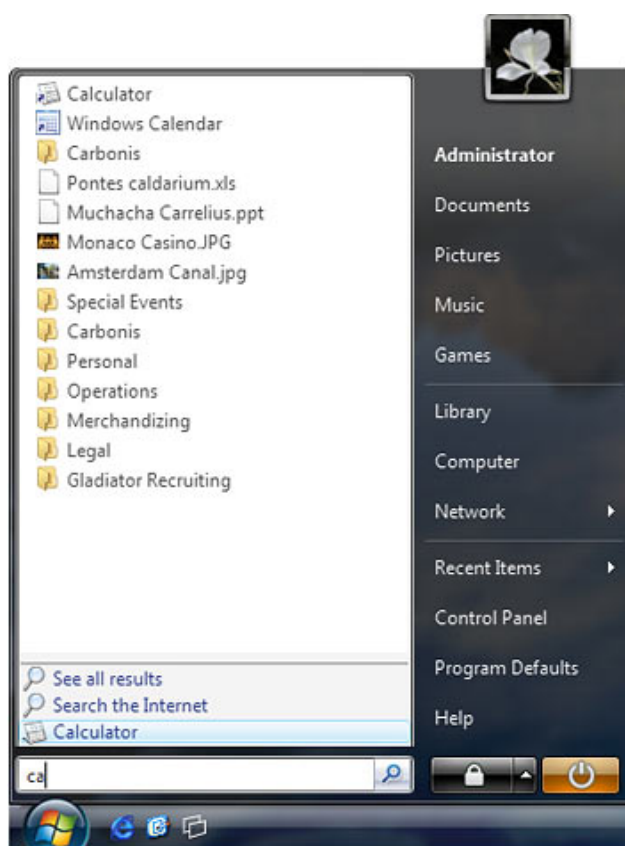 Calculator
Windows Calendar
Carbonis
Pontes caldarium.xls
Muchacha Carrelius.ppt
Monaco Casino.JPG
Amsterdam Canal.jpg
Special Events
Carbonis
Personal
Operations
Merchandizing
Legal
Gladiator Recruiting
See all results
Search the Internet
Calculator
ca
Administrator
Documents
Pictures
Music
Games
Library
Computer
Network
Recent Items
Control Panel
Program Defaults
Help